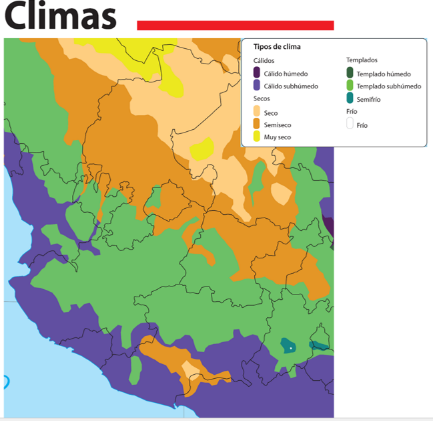 Climas
Tipos de clima
Cálidos
Cálido húmedo
Cálido subhúmedo
Secos
Seco
Semiseco
Muy seco
Templados
Templado húmedo
Templado subhúmedo
Semifrío
Frío
Frío